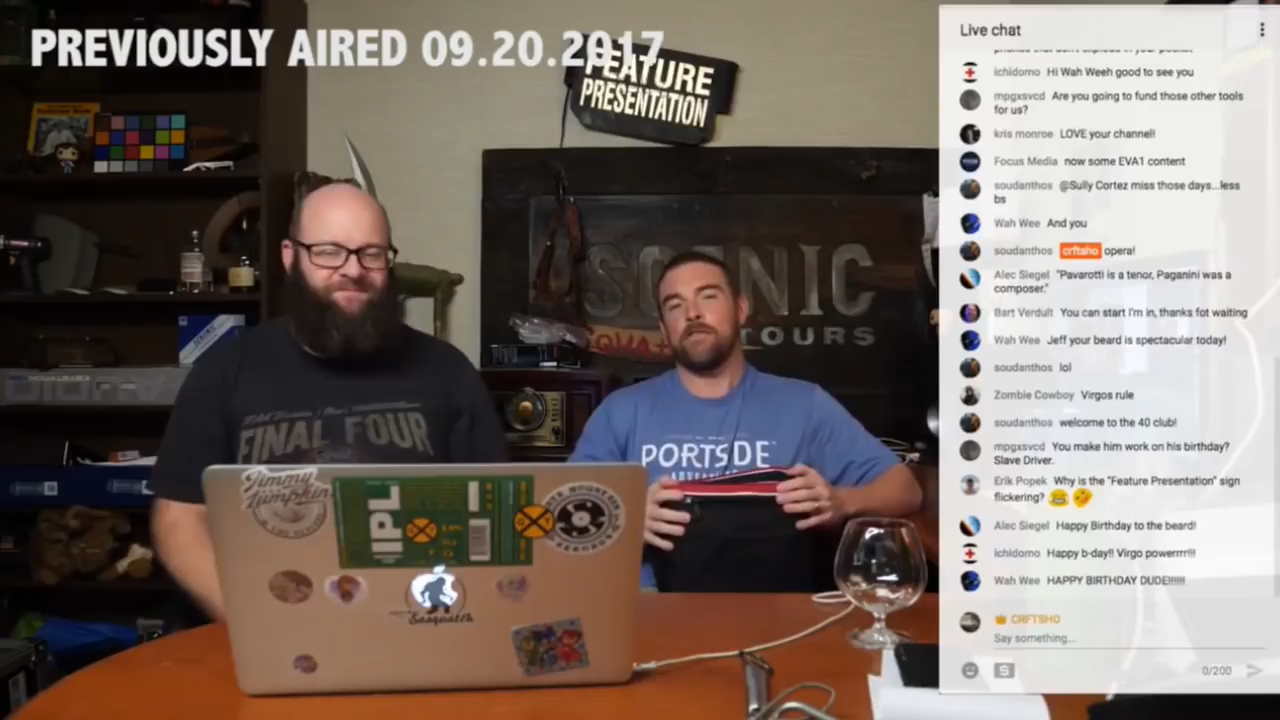 PREVIOUSLY AIRED 09.20.2017
FEATURE
PRESENTATION
SCENIC
TOURS
FINAL FOUR
PORTSIDE
Jimmy
Lumpkin
IPL
Sasquatch
Live chat
ichidomo Hi Wah Weeh good to see you
mpgxsvcd Are you going to fund those other tools
for us?
kris monroe LOVE your channel!
Focus Media now some EVA1 content
soudanthos @Sully Cortez miss those days...less
bs
Wah Wee And you
soudanthos crftsho opera!
Alec Siegel "Pavarotti is a tenor, Paganini was a
composer."
Bart Verdult You can start I'm in, thanks fot waiting
Wah Wee Jeff your beard is spectacular today!
soudanthos lol
Zombie Cowboy Virgos rule
soudanthos welcome to the 40 club!
mpgxsvcd You make him work on his birthday?
Slave Driver.
Erik Popek Why is the "Feature Presentation" sign
flickering?
Alec Siegel Happy Birthday to the beard!
ichidomo Happy b-day!! Virgo powerrrr!!!
Wah Wee HAPPY BIRTHDAY DUDE!!!!!!
CRFTSHO
Say something...
0/200